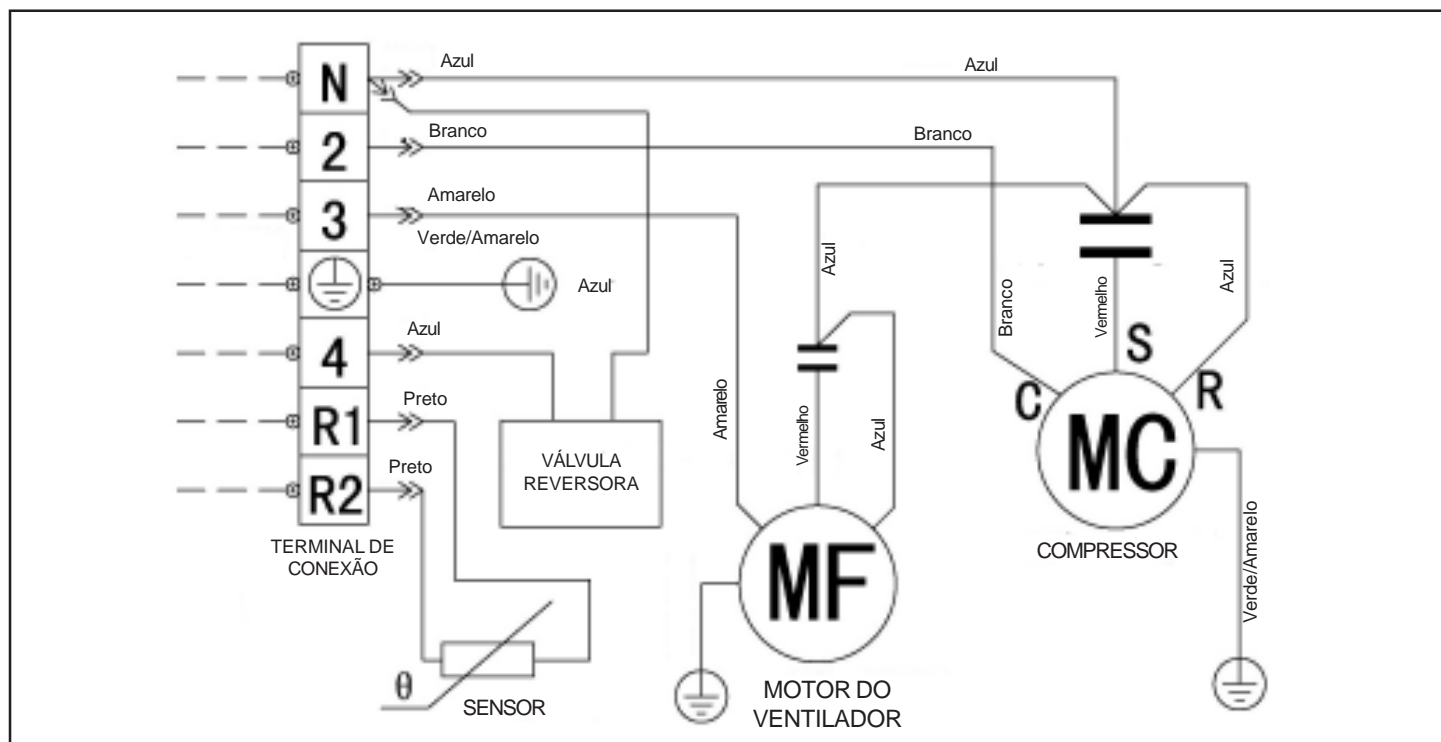 N
Azul
Azul
2
Branco
Branco
3
Amarelo
Verde/Amarelo
Azul
4
Azul
R1
Preto
R2
Preto
TERMINAL DE
CONEXÃO
VÁLVULA
REVERSORA
θ
SENSOR
Amarelo
Azul
Vermelho
Azul
MF
MOTOR DO
VENTILADOR
Branco
Vermelho
Azul
C
S
R
MC
COMPRESSOR
Verde/Amarelo